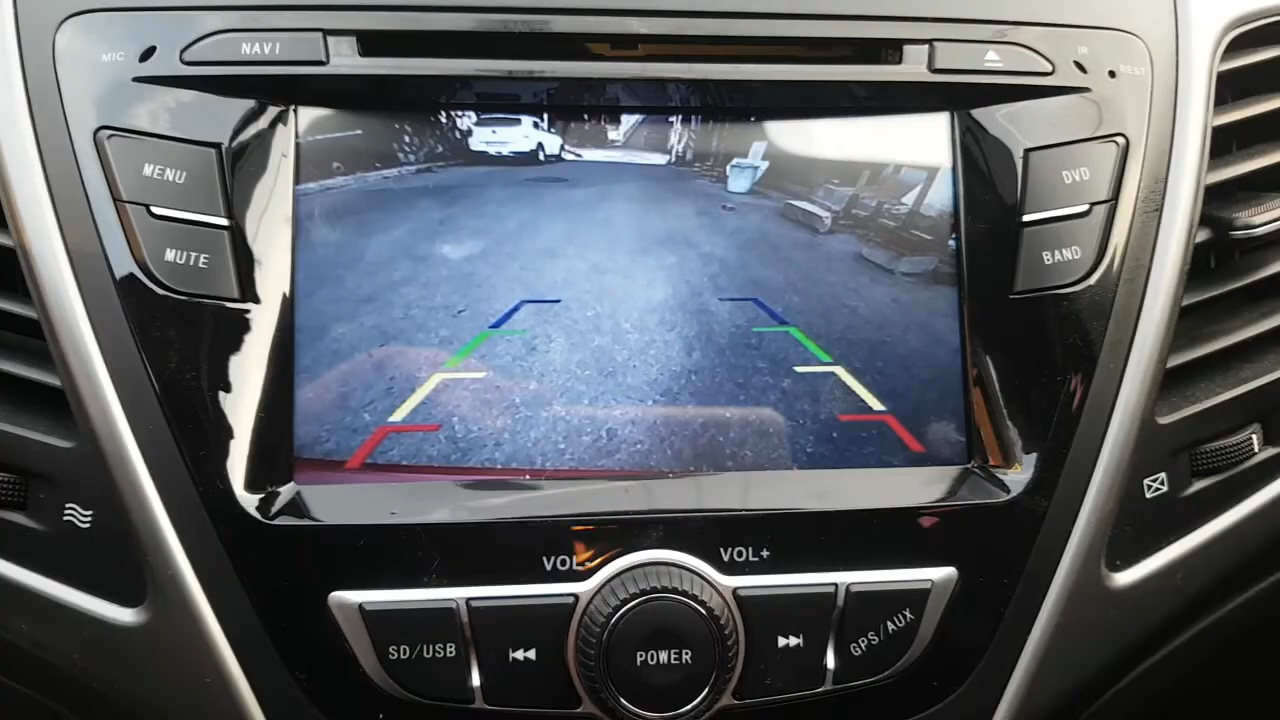 MIC
NAVI
IR
REST
MENU
DVD
MUTE
BAND
VOL-
VOL+
SD/USB
POWER
GPS/AUX